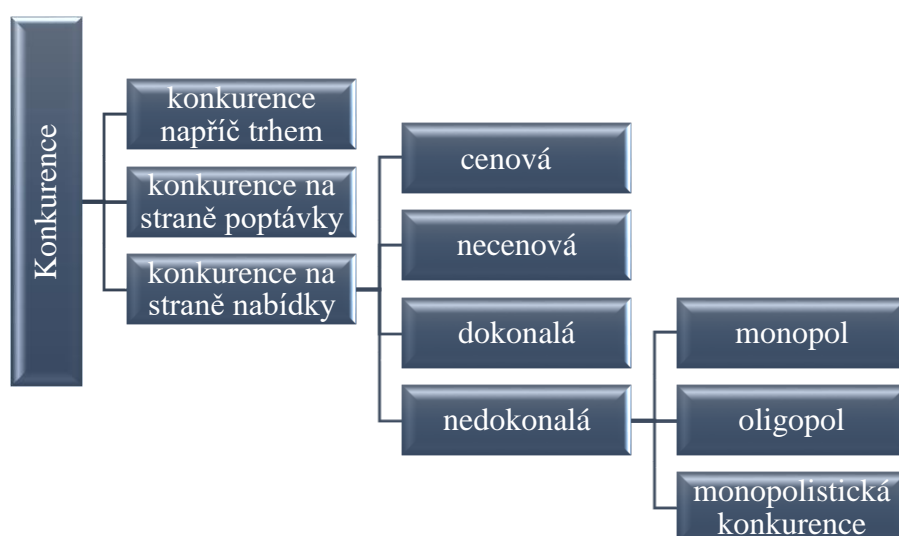 Konkurence
konkurence
napříč trhem
konkurence na
straně poptávky
konkurence na
straně nabídky
cenová
necenová
dokonalá
nedokonalá
monopol
oligopol
monopolistická
konkurence